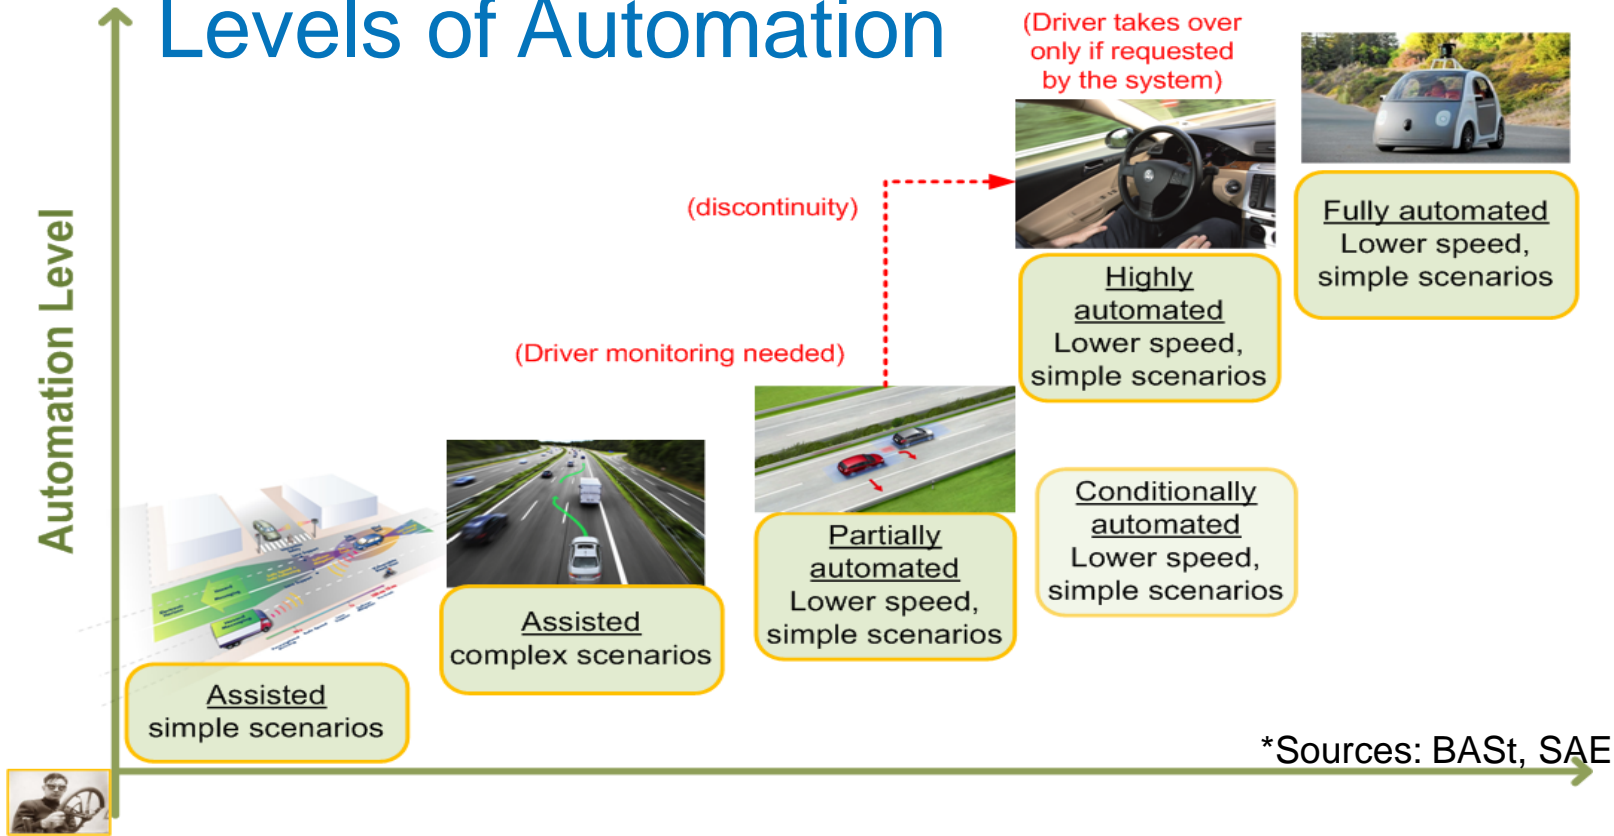 Levels of Automation
(Driver takes over
only if requested
by the system)
Automation Level
(discontinuity)
Fully automated
Lower speed,
simple scenarios
Highly
automated
Lower speed,
simple scenarios
(Driver monitoring needed)
Conditionally
automated
Lower speed,
simple scenarios
Partially
automated
Lower speed,
simple scenarios
Assisted
complex scenarios
Assisted
simple scenarios
*Sources: BASt, SAE